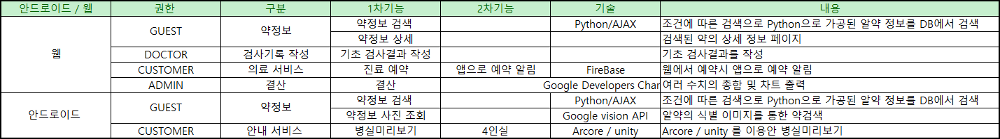 안드로이드 / 웹 권한 구분 1차기능 2차기능 기술 내용
웹 GUEST 약정보 약정보 검색 Python/AJAX 조건에 따른 검색으로 Python으로 가공된 알약 정보를 DB에서 검색
약정보 상세 검색된 약의 상세 정보 페이지
DOCTOR 검사기록 작성 기초 검사결과 작성 기초 검사결과를 작성
CUSTOMER 의료 서비스 진료 예약 앱으로 예약 알림 FireBase 웹에서 예약시 앱으로 예약 알림
ADMIN 결산 결산 Google Developers Char 여러 수치의 종합 및 차트 출력
안드로이드 GUEST 약정보 약정보 검색 Python/AJAX 조건에 따른 검색으로 Python으로 가공된 알약 정보를 DB에서 검색
약정보 사진 조회 Google vision API 알약의 식별 이미지를 통한 약검색
CUSTOMER 안내 서비스 병실미리보기 4인실 Arcore / unity Arcore / unity 를 이용안 병실미리보기